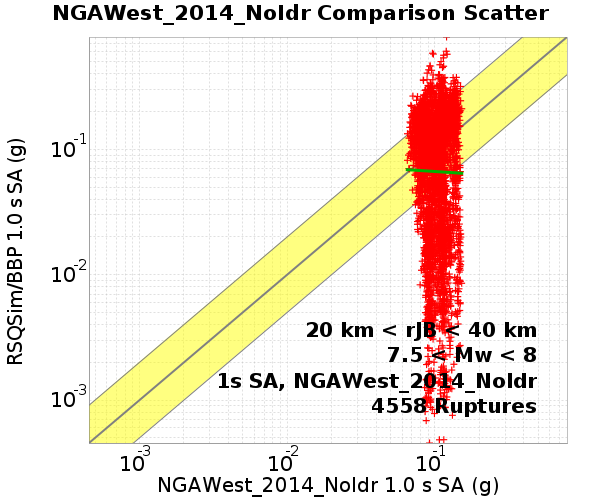 NGAWest_2014_NoIdr Comparison Scatter
RSQSim/BBP 1.0 s SA (g)
10-1
10-2
10-3
20 km < rJB < 40 km
7.5 < Mw < 8
1s SA, NGAWest_2014_NoIdr
4558 Ruptures
10-3
10-2
10-1
NGAWest_2014_NoIdr 1.0 s SA (g)